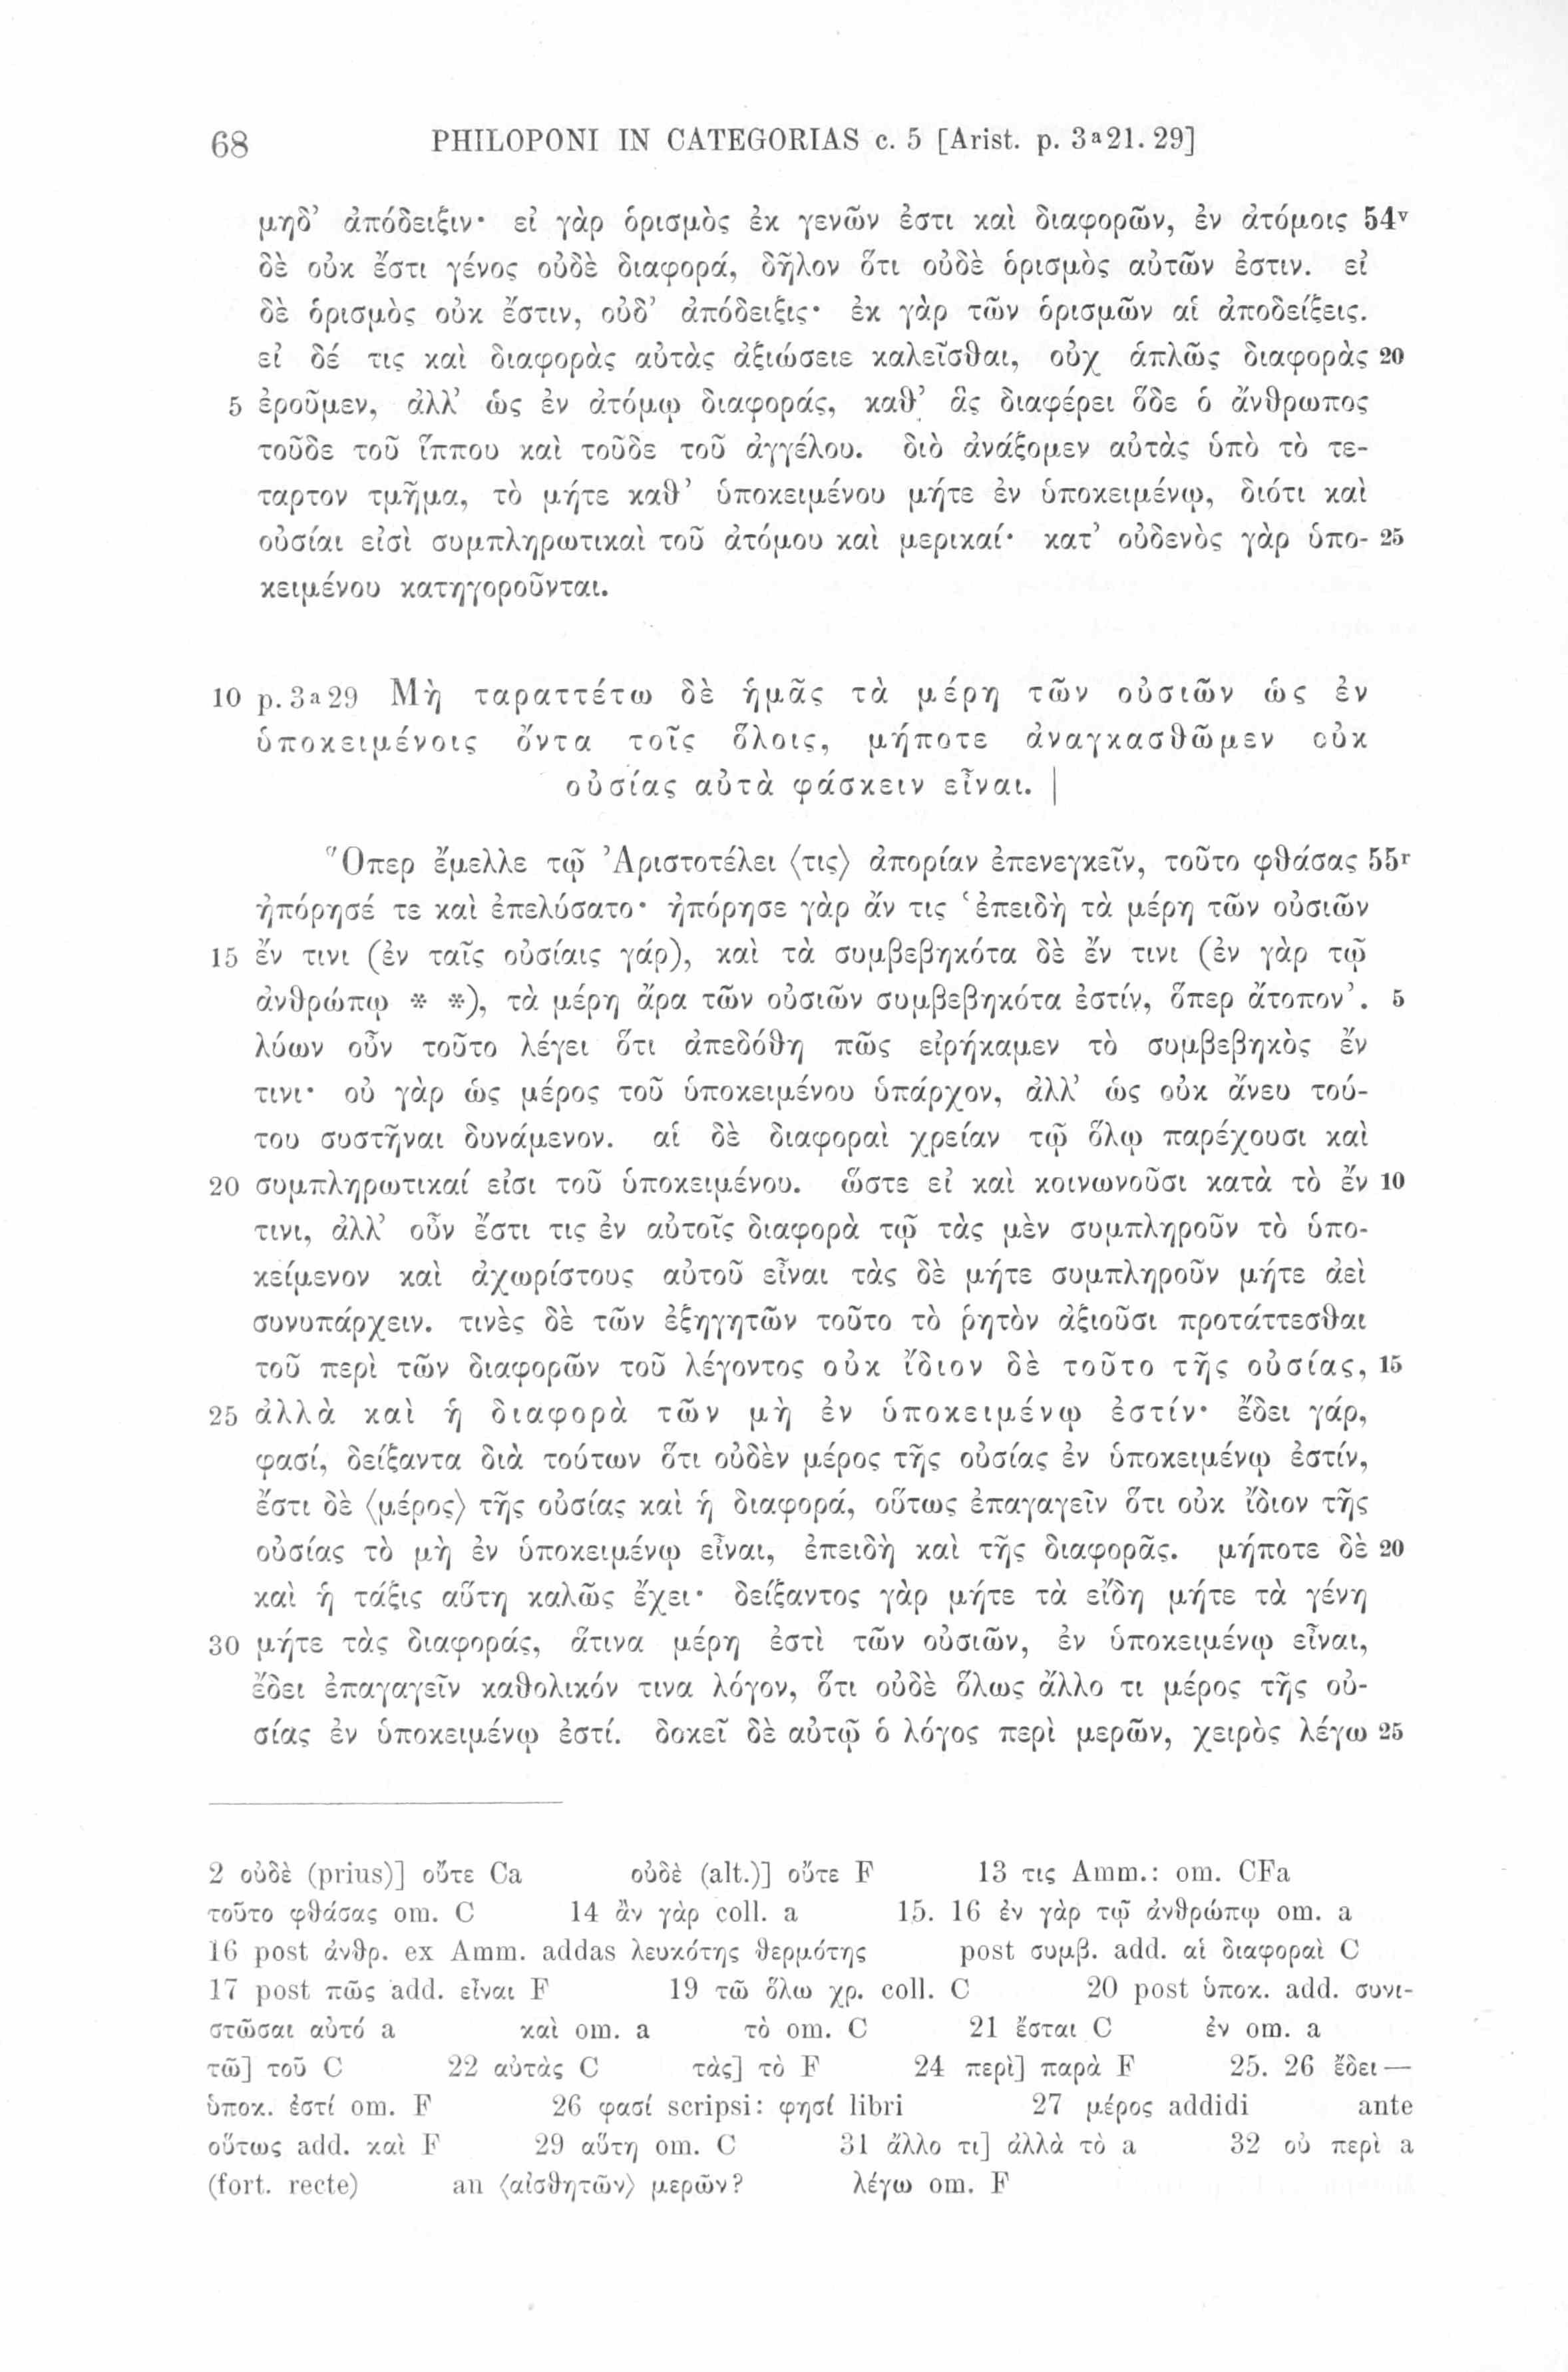 68 PHILOPONI IN CATEGORIAS c. 5 [Arist. p. 3ᵃ21. 29]
μηδ’ ἀπόδειξιν· εἰ γὰρ ὁρισμὸς ἐκ γενῶν ἐστι καὶ διαφορῶν, ἐν ἀτόμοις 54ᵛ
δὲ οὐκ ἔστι γένος οὐδὲ διαφορά, δῆλον ὅτι οὐδὲ ὁρισμὸς αὐτῶν ἐστιν. εἰ
δὲ ὁρισμὸς οὐκ ἔστιν, οὐδ’ ἀπόδειξις· ἐκ γὰρ τῶν ὁρισμῶν αἱ ἀποδείξεις.
εἰ δέ τις καὶ διαφορὰς αὐτὰς ἀξιώσειε καλεῖσθαι, οὐχ ἁπλῶς διαφορὰς 20
5 ἐροῦμεν, ἀλλ’ ὡς ἐν ἀτόμῳ διαφοράς, καθ’ ἃς διαφέρει ὅδε ὁ ἄνθρωπος
τοῦδε τοῦ ἵππου καὶ τοῦδε τοῦ ἀγγέλου. διὸ ἀνάξομεν αὐτὰς ὑπὸ τὸ τέ-
ταρτον τμῆμα, τὸ μήτε καθ’ ὑποκειμένου μήτε ἐν ὑποκειμένῳ, διότι καὶ
οὐσίαι εἰσὶ συμπληρωτικαὶ τοῦ ἀτόμου καὶ μερικαί· κατ’ οὐδενὸς γὰρ ὑπο- 25
κειμένου κατηγοροῦνται.
10 p. 3ᵃ29 Μὴ ταραττέτω δὲ ἡμᾶς τὰ μέρη τῶν οὐσιῶν ὡς ἐν
ὑποκειμένοις ὄντα τοῖς ὅλοις, μήποτε ἀναγκασθῶμεν οὐκ
οὐσίας αὐτὰ φάσκειν εἶναι. |
Ὅπερ ἔμελλε τῷ Ἀριστοτέλει ⟨τις⟩ ἀπορίαν ἐπενεγκεῖν, τοῦτο φθάσας 55ʳ
ἠπόρησέ τε καὶ ἐπελύσατο· ἠπόρησε γὰρ ἄν τις ‘ἐπειδὴ τὰ μέρη τῶν οὐσιῶν
15 ἔν τινι (ἐν ταῖς οὐσίαις γάρ), καὶ τὰ συμβεβηκότα δὲ ἔν τινι (ἐν γὰρ τῷ
ἀνθρώπῳ * *), τὰ μέρη ἄρα τῶν οὐσιῶν συμβεβηκότα ἐστίν, ὅπερ ἄτοπον’. 5
λύων οὖν τοῦτο λέγει ὅτι ἀπεδόθη πῶς εἰρήκαμεν τὸ συμβεβηκὸς ἔν
τινι· οὐ γὰρ ὡς μέρος τοῦ ὑποκειμένου ὑπάρχον, ἀλλ’ ὡς οὐκ ἄνευ τού-
του συστῆναι δυνάμενον. αἱ δὲ διαφοραὶ χρείαν τῷ ὅλῳ παρέχουσι καὶ
20 συμπληρωτικαί εἰσι τοῦ ὑποκειμένου. ὥστε εἰ καὶ κοινωνοῦσι κατὰ τὸ ἔν 10
τινι, ἀλλ’ οὖν ἔστι τις ἐν αὐτοῖς διαφορὰ τῷ τὰς μὲν συμπληροῦν τὸ ὑπο-
κείμενον καὶ ἀχωρίστους αὐτοῦ εἶναι τὰς δὲ μήτε συμπληροῦν μήτε ἀεὶ
συνυπάρχειν. τινὲς δὲ τῶν ἐξηγητῶν τοῦτο τὸ ῥητὸν ἀξιοῦσι προτάττεσθαι
τοῦ περὶ τῶν διαφορῶν τοῦ λέγοντος οὐκ ἴδιον δὲ τοῦτο τῆς οὐσίας, 15
25 ἀλλὰ καὶ ἡ διαφορὰ τῶν μὴ ἐν ὑποκειμένῳ ἐστίν· ἔδει γάρ,
φασί, δείξαντα διὰ τούτων ὅτι οὐδὲν μέρος τῆς οὐσίας ἐν ὑποκειμένῳ ἐστίν,
ἔστι δὲ ⟨μέρος⟩ τῆς οὐσίας καὶ ἡ διαφορά, οὕτως ἐπαγαγεῖν ὅτι οὐκ ἴδιον τῆς
οὐσίας τὸ μὴ ἐν ὑποκειμένῳ εἶναι, ἐπειδὴ καὶ τῆς διαφορᾶς. μήποτε δὲ 20
καὶ ἡ τάξις αὕτη καλῶς ἔχει· δείξαντος γὰρ μήτε τὰ εἴδη μήτε τὰ γένη
30 μήτε τὰς διαφοράς, ἅτινα μέρη ἐστὶ τῶν οὐσιῶν, ἐν ὑποκειμένῳ εἶναι,
ἔδει ἐπαγαγεῖν καθολικόν τινα λόγον, ὅτι οὐδὲ ὅλως ἄλλο τι μέρος τῆς οὐ-
σίας ἐν ὑποκειμένῳ ἐστί. δοκεῖ δὲ αὐτῷ ὁ λόγος περὶ μερῶν, χειρὸς λέγω 25
2 οὐδὲ (prius)] οὔτε Ca οὐδὲ (alt.)] οὔτε F 13 τις Amm.: om. CFa
τοῦτο φθάσας om. C 14 ἂν γὰρ coll. a 15. 16 ἐν γὰρ τῷ ἀνθρώπῳ om. a
16 post ἀνθρ. ex Amm. addas λευκότης θερμότης post συμβ. add. αἱ διαφοραὶ C
17 post πῶς add. εἶναι F 19 τῶ ὅλω χρ. coll. C 20 post ὑποκ. add. συνι-
στῶσαι αὐτό a καὶ om. a τὸ om. C 21 ἔσται C ἐν om. a
τῶ] τοῦ C 22 αὐτὰς C τὰς] τὸ F 24 περὶ] παρὰ F 25. 26 ἔδει —
ὑποκ. ἐστί om. F 26 φασί scripsi: φησί libri 27 μέρος addidi ante
οὕτως add. καὶ F 29 αὕτη om. C 31 ἄλλο τι] ἀλλὰ τὸ a 32 οὐ περὶ a
(fort. recte) an ⟨αἰσθητῶν⟩ μερῶν? λέγω om. F